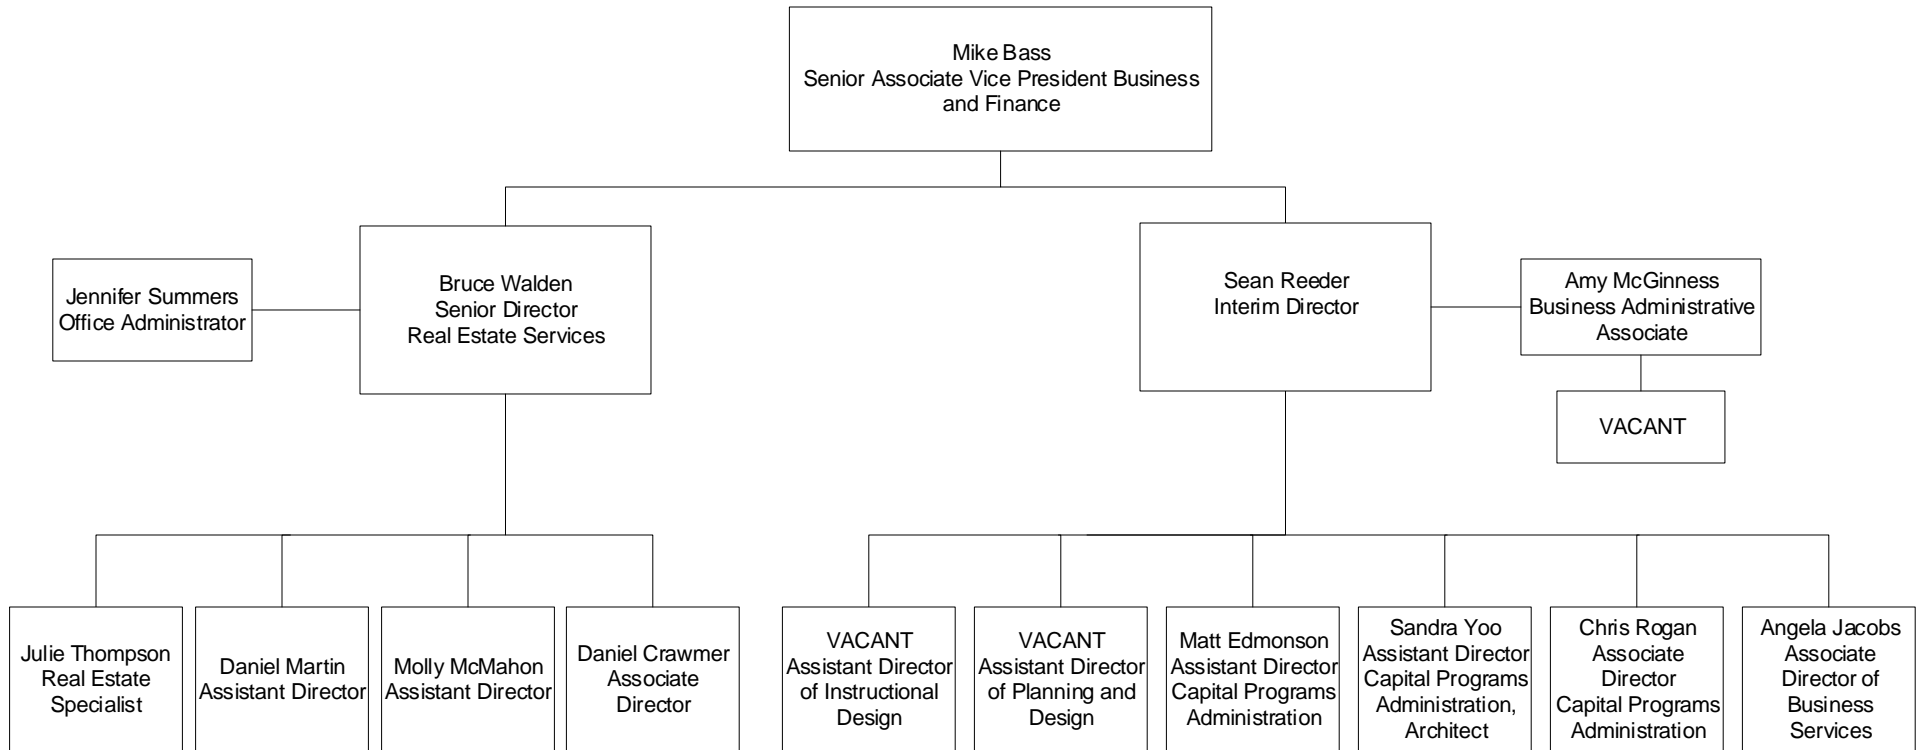 Mike Bass
Senior Associate Vice President Business
and Finance
Jennifer Summers
Office Administrator
Bruce Walden
Senior Director
Real Estate Services
Sean Reeder
Interim Director
Amy McGinness
Business Administrative
Associate
VACANT
Julie Thompson
Real Estate
Specialist
Daniel Martin
Assistant Director
Molly McMahon
Assistant Director
Daniel Crawmer
Associate
Director
VACANT
Assistant Director
of Instructional
Design
VACANT
Assistant Director
of Planning and
Design
Matt Edmonson
Assistant Director
Capital Programs
Administration
Sandra Yoo
Assistant Director
Capital Programs
Administration,
Architect
Chris Rogan
Associate
Director
Capital Programs
Administration
Angela Jacobs
Associate
Director of
Business
Services